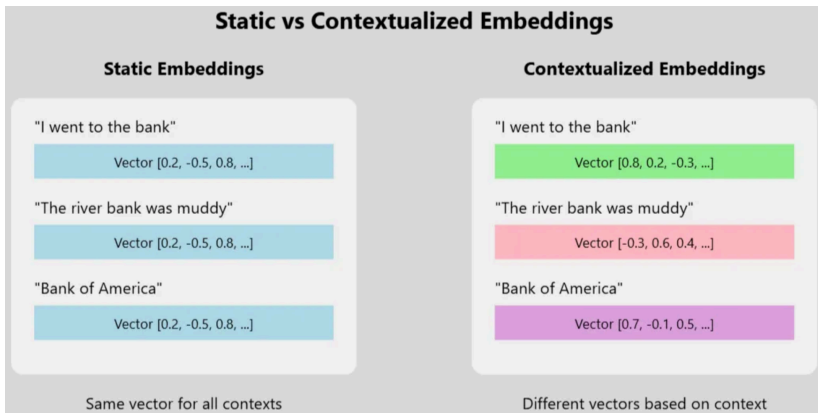 Static vs Contextualized Embeddings
Static Embeddings
"I went to the bank"
Vector [0.2, -0.5, 0.8, ...]
"The river bank was muddy"
Vector [0.2, -0.5, 0.8, ...]
"Bank of America"
Vector [0.2, -0.5, 0.8, ...]
Same vector for all contexts
Contextualized Embeddings
"I went to the bank"
Vector [0.8, 0.2, -0.3, ...]
"The river bank was muddy"
Vector [-0.3, 0.6, 0.4, ...]
"Bank of America"
Vector [0.7, -0.1, 0.5, ...]
Different vectors based on context